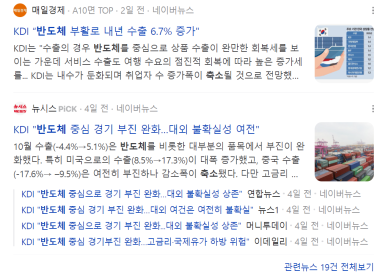 매일경제 · A10면 TOP · 2일 전 · 네이버뉴스
KDI "반도체 부활로 내년 수출 6.7% 증가"
KDI는 "수출의 경우 반도체를 중심으로 상품 수출이 완만한 회복세를 보
이는 가운데 서비스 수출도 여행 수요의 점진적 회복에 따라 높은 증가세
를... KDI는 내수가 둔화되며 취업자 수 증가폭이 축소될 것으로 전망했...
뉴시스 PiCK · 4일 전 · 네이버뉴스
KDI "반도체 중심 경기 부진 완화...대외 불확실성 여전"
10월 수출(-4.4%→5.1%)은 반도체를 비롯한 대부분의 품목에서 부진이 완
화했다. 특히 미국으로의 수출(8.5%→17.3%)이 대폭 증가했고, 중국 수출
(-17.6%→ -9.5%)은 여전히 부진하나 감소폭이 축소됐다. 다만 고금리 ...
KDI "반도체 중심으로 경기 부진 완화...대외 불확실성 상존" 연합뉴스 · 4일 전 · 네이버뉴스
KDI "반도체 중심 경기 부진 완화...대외 여건은 여전히 불확실" 뉴스1 · 4일 전 · 네이버뉴스
KDI "반도체 중심 경기 부진 완화...대외 불확실성 상존" 머니투데이 · 4일 전 · 네이버뉴스
KDI "반도체 중심 경기부진 완화...고금리·국제유가 하방 위험" 이데일리 · 4일 전 · 네이버뉴스
관련뉴스 19건 전체보기